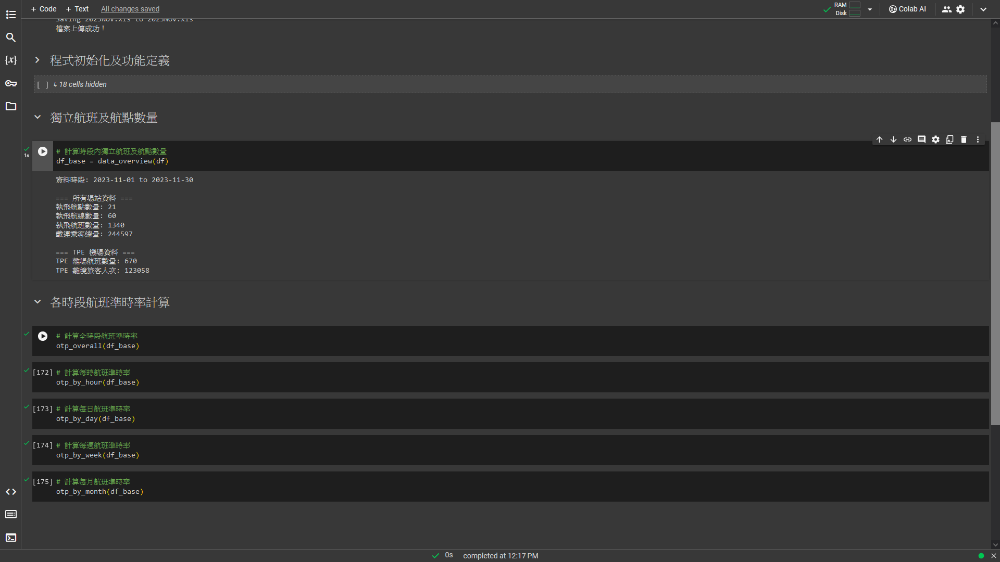 + Code + Text All changes saved
RAM
Disk
Colab AI
Saving 2023NOV.xls to 2023NOV.xls
檔案上傳成功！
{x}
程式初始化及功能定義
[ ] ↳ 18 cells hidden
獨立航班及航點數量
1s
# 計算時段內獨立航班及航點數量
df_base = data_overview(df)
資料時段: 2023-11-01 to 2023-11-30
=== 所有場站資料 ===
執飛航點數量: 21
執飛航線數量: 60
執飛航班數量: 1340
載運乘客總量: 244597
=== TPE 機場資料 ===
TPE 離場航班數量: 670
TPE 離境旅客人次: 123058
各時段航班準時率計算
# 計算全時段航班準時率
otp_overall(df_base)
[172] # 計算每時航班準時率
otp_by_hour(df_base)
[173] # 計算每日航班準時率
otp_by_day(df_base)
[174] # 計算每週航班準時率
otp_by_week(df_base)
[175] # 計算每月航班準時率
otp_by_month(df_base)
0s completed at 12:17 PM